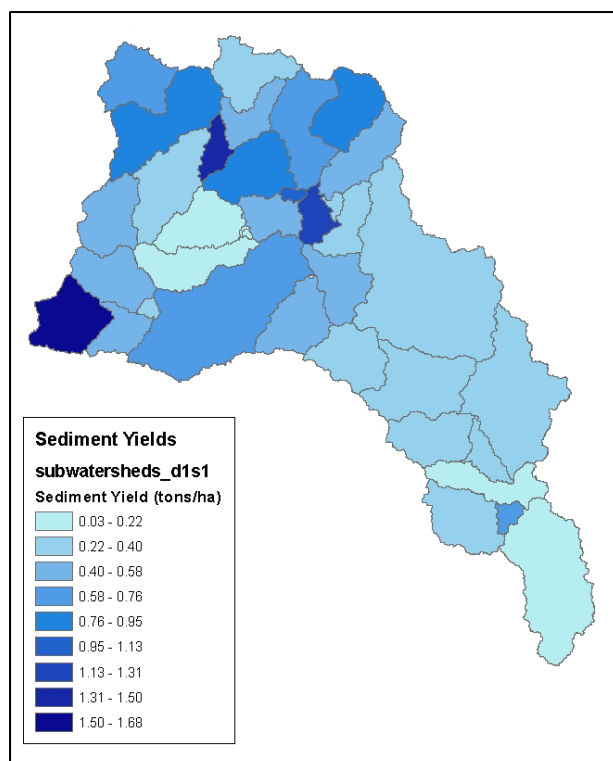 Sediment Yields
subwatersheds_d1s1
Sediment Yield (tons/ha)
0.03 - 0.22
0.22 - 0.40
0.40 - 0.58
0.58 - 0.76
0.76 - 0.95
0.95 - 1.13
1.13 - 1.31
1.31 - 1.50
1.50 - 1.68